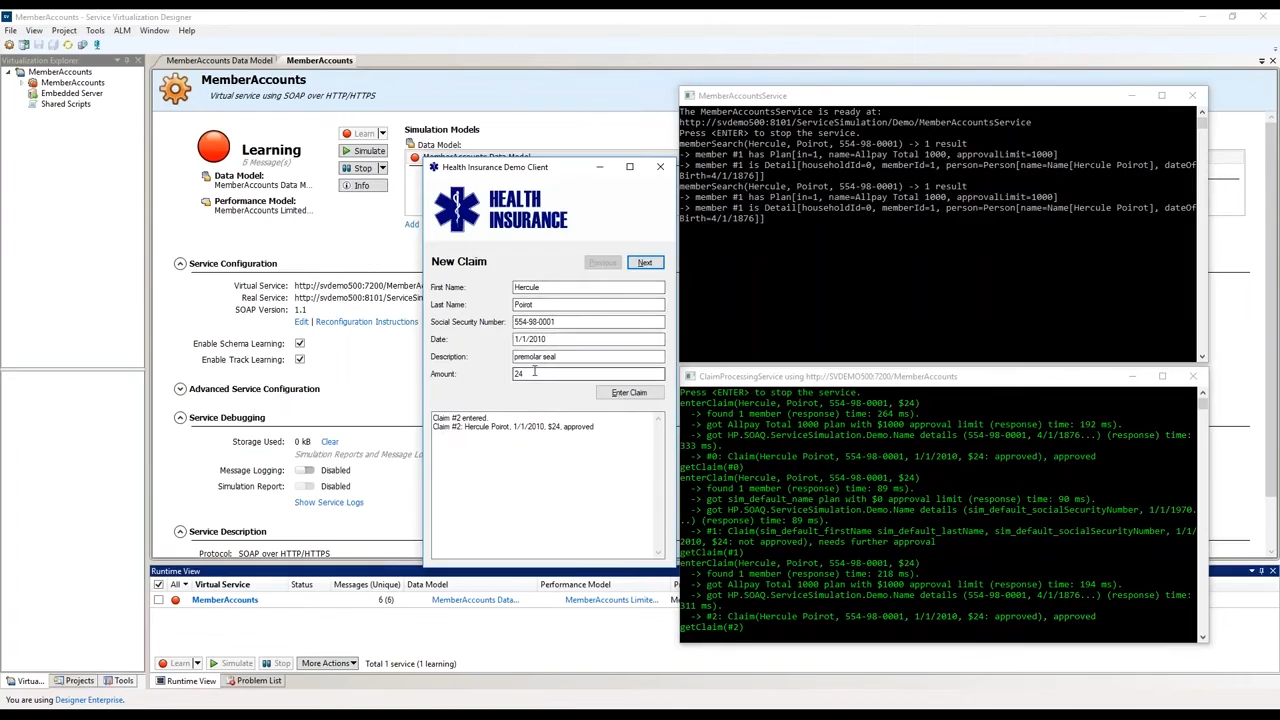 MemberAccounts - Service Virtualization Designer
File View Project Tools ALM Window Help
Virtualization Explorer
MemberAccounts
MemberAccounts
Embedded Server
Shared Scripts
MemberAccounts Data Model
MemberAccounts
MemberAccounts
Virtual service using SOAP over HTTP/HTTPS
Learning
5 Message(s)
Data Model:
MemberAccounts Data M...
Performance Model:
MemberAccounts Limited...
Learn
Simulate
Stop
Info
Simulation Models
Data Model:
Add
Service Configuration
Virtual Service: http://svdemo500:7200/MemberAccounts
Real Service: http://svdemo500:8101/ServiceSim
SOAP Version: 1.1
Edit | Reconfiguration Instructions
Enable Schema Learning:
Enable Track Learning:
Advanced Service Configuration
Service Debugging
Storage Used: 0 kB Clear
Simulation Reports and Message Lo
Message Logging: Disabled
Simulation Report: Disabled
Show Service Logs
Service Description
Protocol: SOAP over HTTP/HTTPS
Health Insurance Demo Client
HEALTH
INSURANCE
New Claim
Previous Next
First Name: Hercule
Last Name: Poirot
Social Security Number: 554-98-0001
Date: 1/1/2010
Description: premolar seal
Amount: 24
Enter Claim
Claim #2 entered.
Claim #2: Hercule Poirot, 1/1/2010, $24, approved
MemberAccountsService
The MemberAccountsService is ready at:
http://svdemo500:8101/ServiceSimulation/Demo/MemberAccountsService
Press <ENTER> to stop the service.
memberSearch(Hercule, Poirot, 554-98-0001) -> 1 result
-> member #1 has Plan[in=1, name=Allpay Total 1000, approvalLimit=1000]
-> member #1 is Detail[householdId=0, memberId=1, person=Person[name=Name[Hercule Poirot], dateOf
Birth=4/1/1876]]
memberSearch(Hercule, Poirot, 554-98-0001) -> 1 result
-> member #1 has Plan[in=1, name=Allpay Total 1000, approvalLimit=1000]
-> member #1 is Detail[householdId=0, memberId=1, person=Person[name=Name[Hercule Poirot], dateOf
Birth=4/1/1876]]
ClaimProcessingService using http://SVDEMO500:7200/MemberAccounts
Press <ENTER> to stop the service.
enterClaim(Hercule, Poirot, 554-98-0001, $24)
-> found 1 member (response) time: 264 ms).
-> got Allpay Total 1000 plan with $1000 approval limit (response) time: 192 ms).
-> got HP.SOAQ.ServiceSimulation.Demo.Name details (554-98-0001, 4/1/1876...) (response) time:
333 ms).
-> #0: Claim(Hercule Poirot, 554-98-0001, 1/1/2010, $24: approved), approved
getClaim(#0)
enterClaim(Hercule, Poirot, 554-98-0001, $24)
-> found 1 member (response) time: 89 ms).
-> got sim_default_name plan with $0 approval limit (response) time: 90 ms).
-> got HP.SOAQ.ServiceSimulation.Demo.Name details (sim_default_socialSecurityNumber, 1/1/1970
..) (response) time: 89 ms).
-> #1: Claim(sim_default_firstName sim_default_lastName, sim_default_socialSecurityNumber, 1/1/
2010, $24: not approved), needs further approval
getClaim(#1)
enterClaim(Hercule, Poirot, 554-98-0001, $24)
-> found 1 member (response) time: 218 ms).
-> got Allpay Total 1000 plan with $1000 approval limit (response) time: 194 ms).
-> got HP.SOAQ.ServiceSimulation.Demo.Name details (554-98-0001, 4/1/1876...) (response) time:
311 ms).
-> #2: Claim(Hercule Poirot, 554-98-0001, 1/1/2010, $24: approved), approved
getClaim(#2)
Runtime View
All Virtual Service Status Messages (Unique) Data Model Performance Model
MemberAccounts 6 (6) MemberAccounts Data... MemberAccounts Limite...
Learn Simulate Stop More Actions Total 1 service (1 learning)
Virtua... Projects Tools Runtime View Problem List
You are using Designer Enterprise.